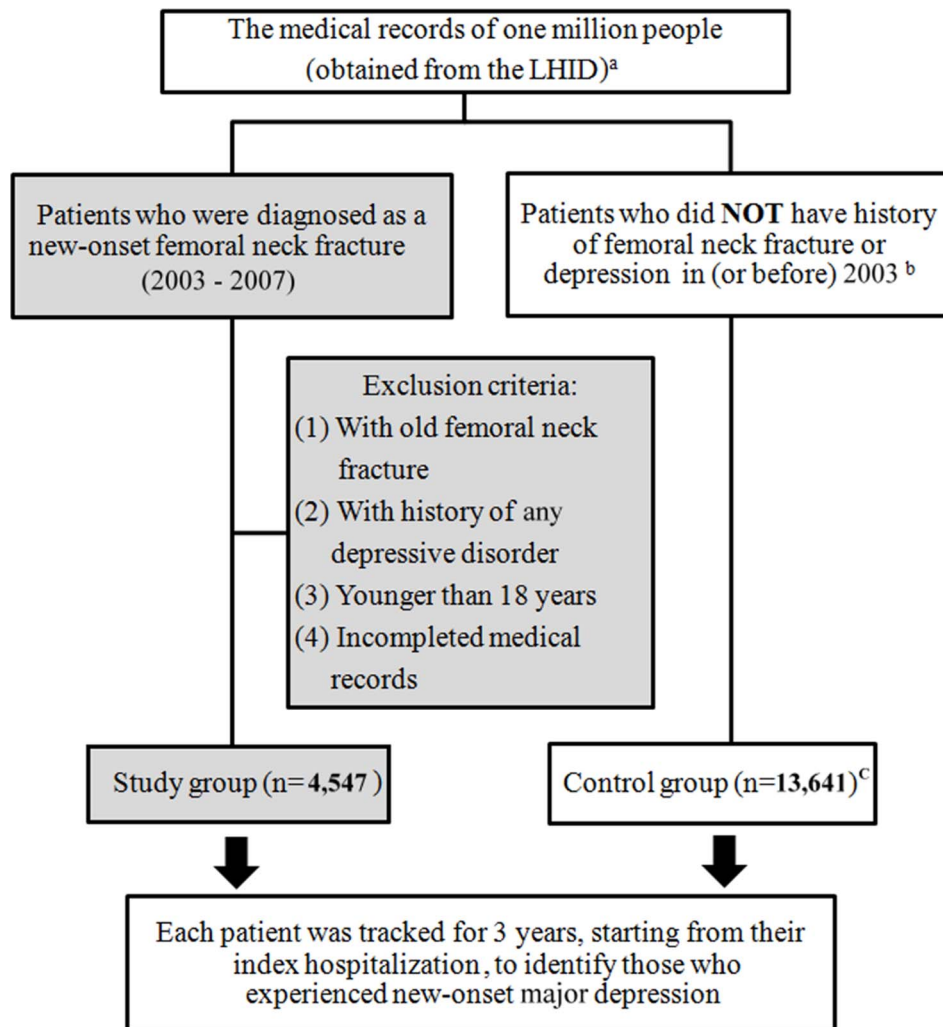 The medical records of one million people
(obtained from the LHID)a
Patients who were diagnosed as a
new-onset femoral neck fracture
(2003 - 2007)
Patients who did NOT have history
of femoral neck fracture or
depression in (or before) 2003 b
Exclusion criteria:
(1) With old femoral neck
fracture
(2) With history of any
depressive disorder
(3) Younger than 18 years
(4) Incompleted medical
records
Study group (n= 4,547 )
Control group (n=13,641)C
Each patient was tracked for 3 years, starting from their
index hospitalization, to identify those who
experienced new-onset major depression